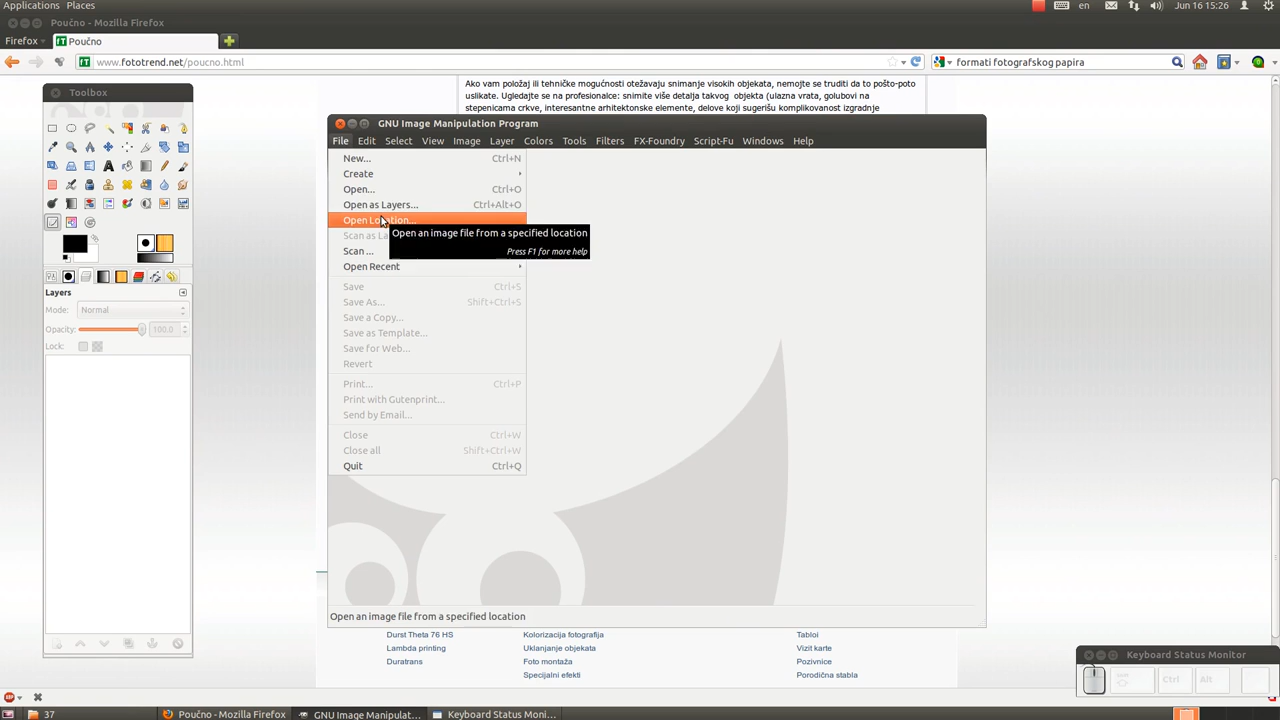 Applications Places
en Jun 16 15:26
Poučno - Mozilla Firefox
Firefox
Poučno
www.fototrend.net/poucno.html
formati fotografskog papira
Ako vam položaj ili tehničke mogućnosti otežavaju snimanje visokih objekata, nemojte se truditi da to pošto-poto
uslikate. Ugledajte se na profesionalce: snimite više detalja takvog objekta (ulazna vrata, golubovi na
stepenicama crkve, interesantne arhitektonske elemente, delove koji sugerišu komplikovanost izgradnje
Toolbox
Layers
Mode: Normal
Opacity: 100.0
Lock:
GNU Image Manipulation Program
File Edit Select View Image Layer Colors Tools Filters FX-Foundry Script-Fu Windows Help
New... Ctrl+N
Create
Open... Ctrl+O
Open as Layers... Ctrl+Alt+O
Open Location...
Open an image file from a specified location
Press F1 for more help
Scan as La
Scan ...
Open Recent
Save Ctrl+S
Save As... Shift+Ctrl+S
Save a Copy...
Save as Template...
Save for Web...
Revert
Print... Ctrl+P
Print with Gutenprint...
Send by Email...
Close Ctrl+W
Close all Shift+Ctrl+W
Quit Ctrl+Q
Open an image file from a specified location
Durst Theta 76 HS Kolorizacija fotografija Tabloi
Lambda printing Uklanjanje objekata Vizit karte
Duratrans Foto montaža Pozivnice
Specijalni efekti Porodična stabla
Keyboard Status Monitor
Ctrl Alt
37
Poučno - Mozilla Firefox
GNU Image Manipulat...
Keyboard Status Moni...